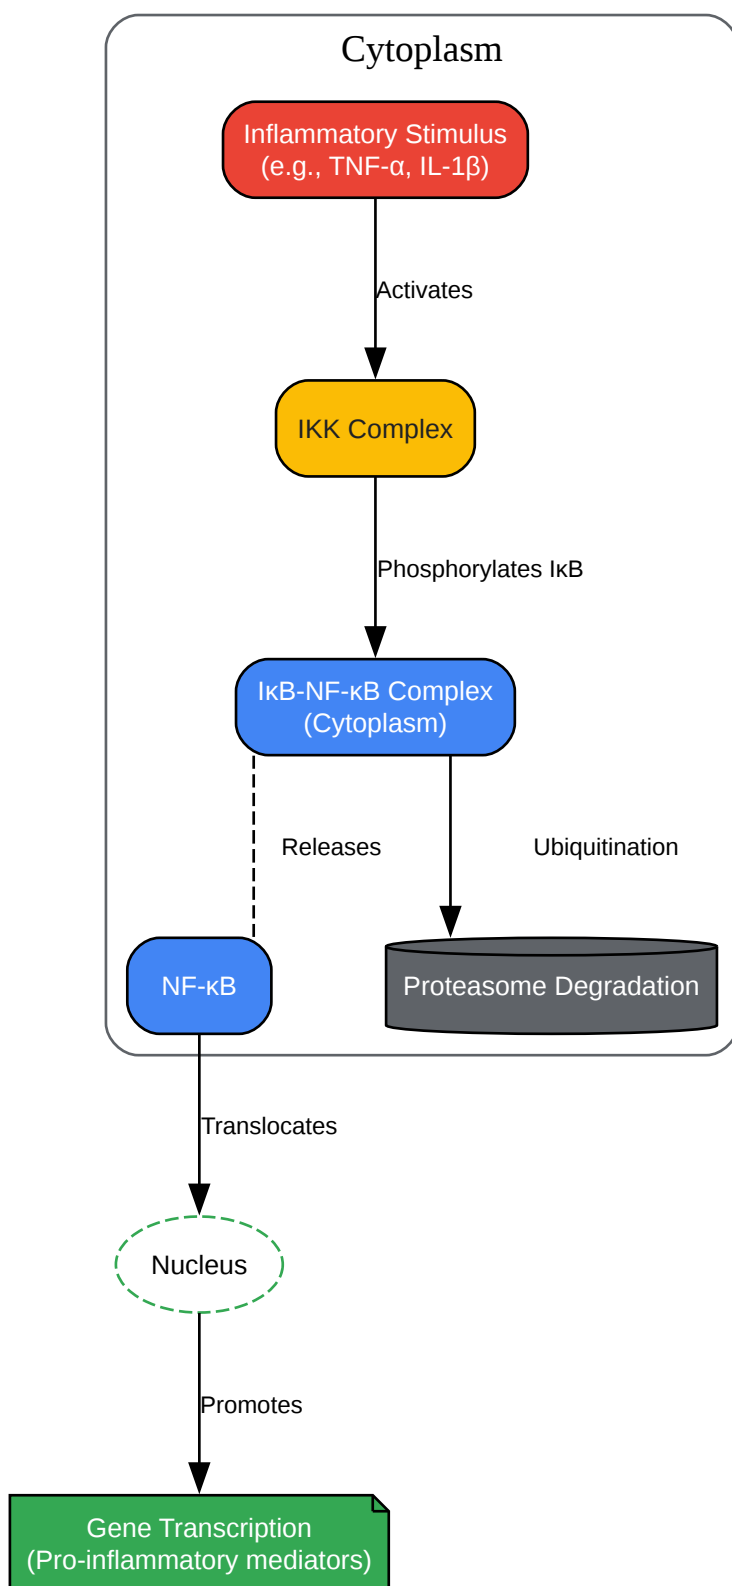 Cytoplasm
Inflammatory Stimulus
(e.g., TNF-α, IL-1β)
Activates
IKK Complex
Phosphorylates IκB
IκB-NF-κB Complex
(Cytoplasm)
Releases
Ubiquitination
NF-κB
Proteasome Degradation
Translocates
Nucleus
Promotes
Gene Transcription
(Pro-inflammatory mediators)